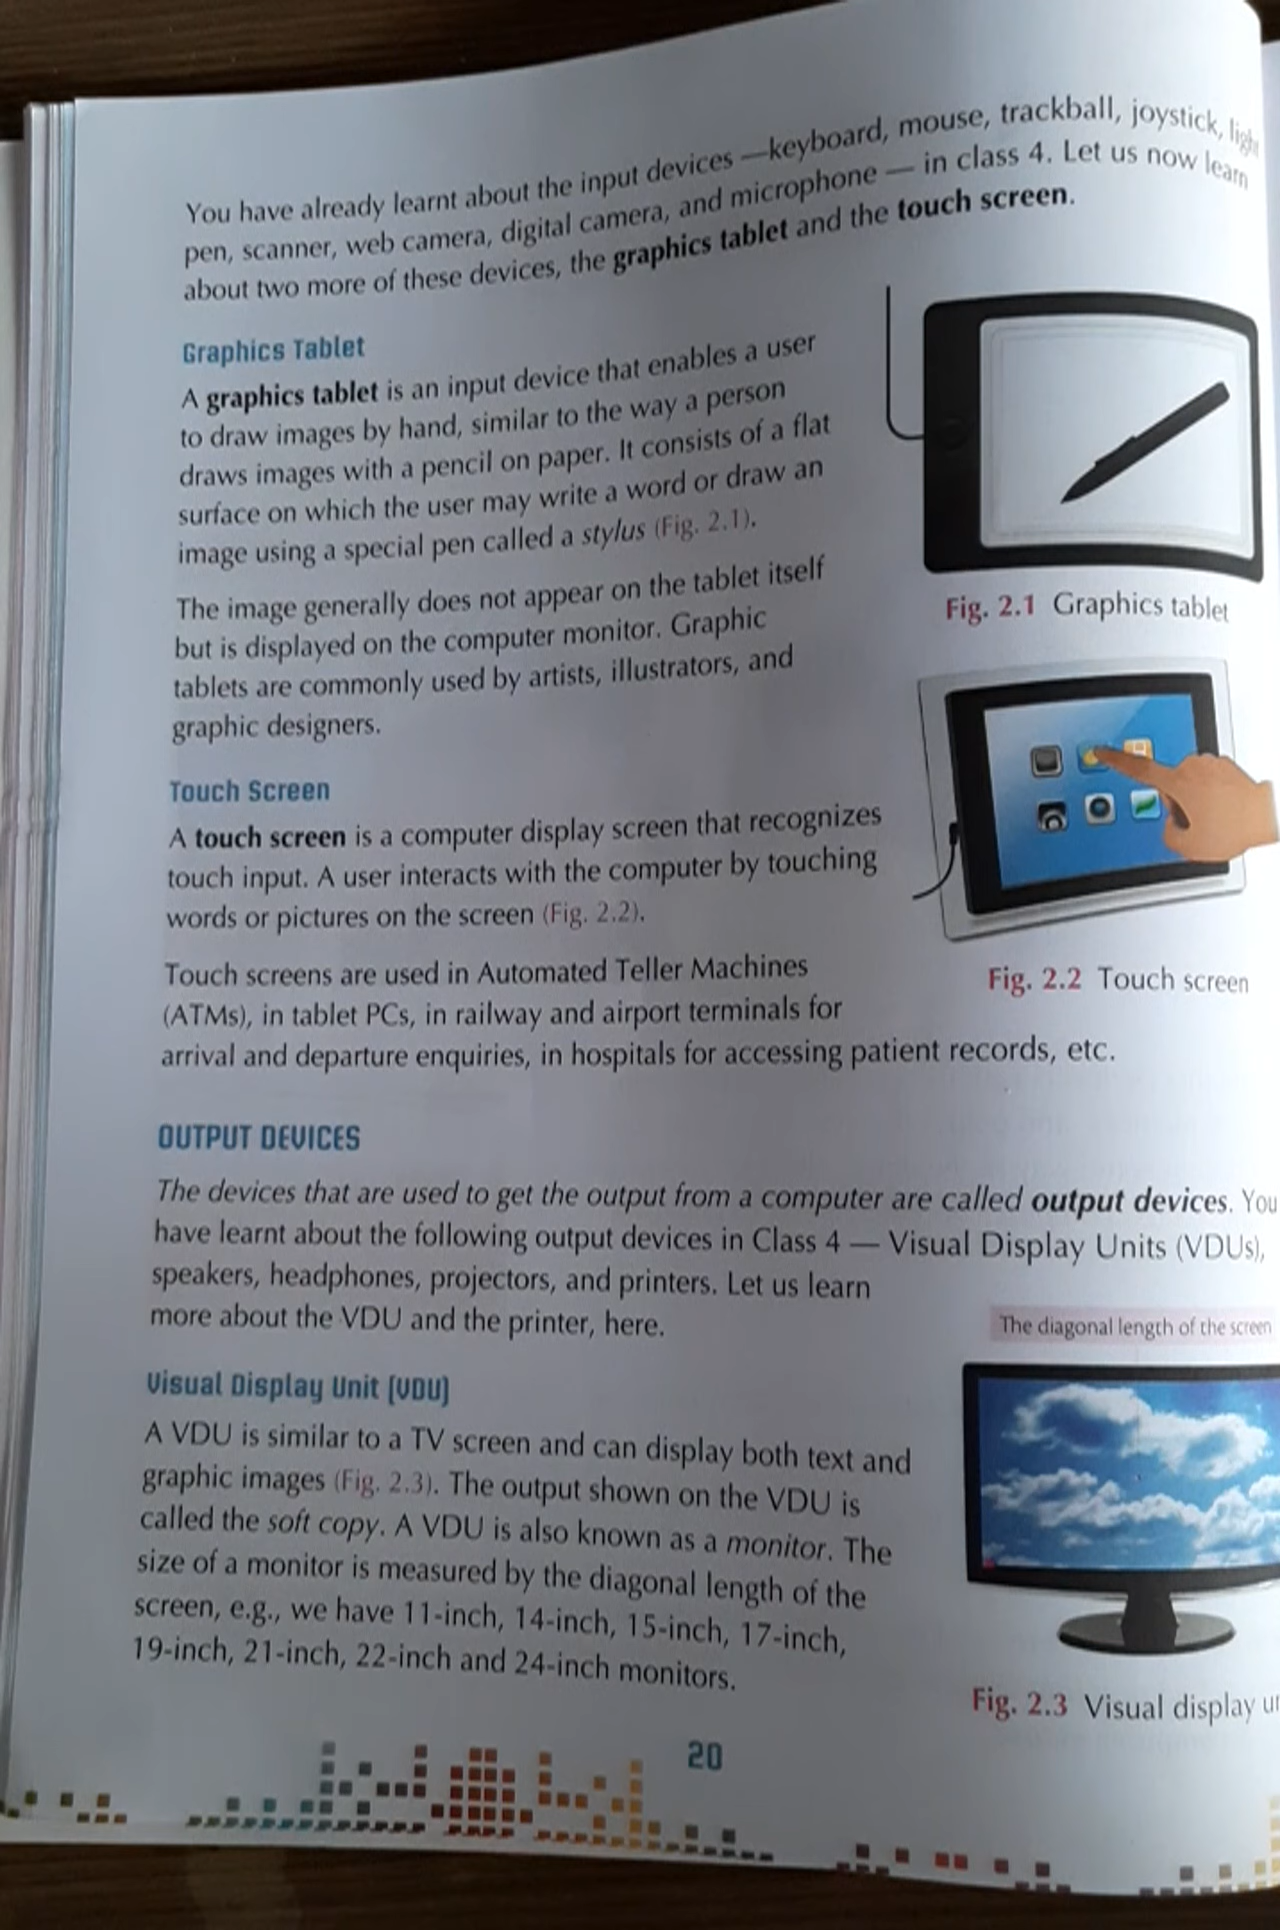 You have already learnt about the input devices —keyboard, mouse, trackball, joystick, light
pen, scanner, web camera, digital camera, and microphone — in class 4. Let us now learn
about two more of these devices, the graphics tablet and the touch screen.
Graphics Tablet
A graphics tablet is an input device that enables a user
to draw images by hand, similar to the way a person
draws images with a pencil on paper. It consists of a flat
surface on which the user may write a word or draw an
image using a special pen called a stylus (Fig. 2.1).
The image generally does not appear on the tablet itself
but is displayed on the computer monitor. Graphic
tablets are commonly used by artists, illustrators, and
graphic designers.
Fig. 2.1 Graphics tablet
Touch Screen
A touch screen is a computer display screen that recognizes
touch input. A user interacts with the computer by touching
words or pictures on the screen (Fig. 2.2).
Touch screens are used in Automated Teller Machines
(ATMs), in tablet PCs, in railway and airport terminals for
arrival and departure enquiries, in hospitals for accessing patient records, etc.
Fig. 2.2 Touch screen
OUTPUT DEVICES
The devices that are used to get the output from a computer are called output devices. You
have learnt about the following output devices in Class 4 — Visual Display Units (VDUs),
speakers, headphones, projectors, and printers. Let us learn
more about the VDU and the printer, here.
Visual Display Unit (VDU)
A VDU is similar to a TV screen and can display both text and
graphic images (Fig. 2.3). The output shown on the VDU is
called the soft copy. A VDU is also known as a monitor. The
size of a monitor is measured by the diagonal length of the
screen, e.g., we have 11-inch, 14-inch, 15-inch, 17-inch,
19-inch, 21-inch, 22-inch and 24-inch monitors.
The diagonal length of the screen
Fig. 2.3 Visual display
20